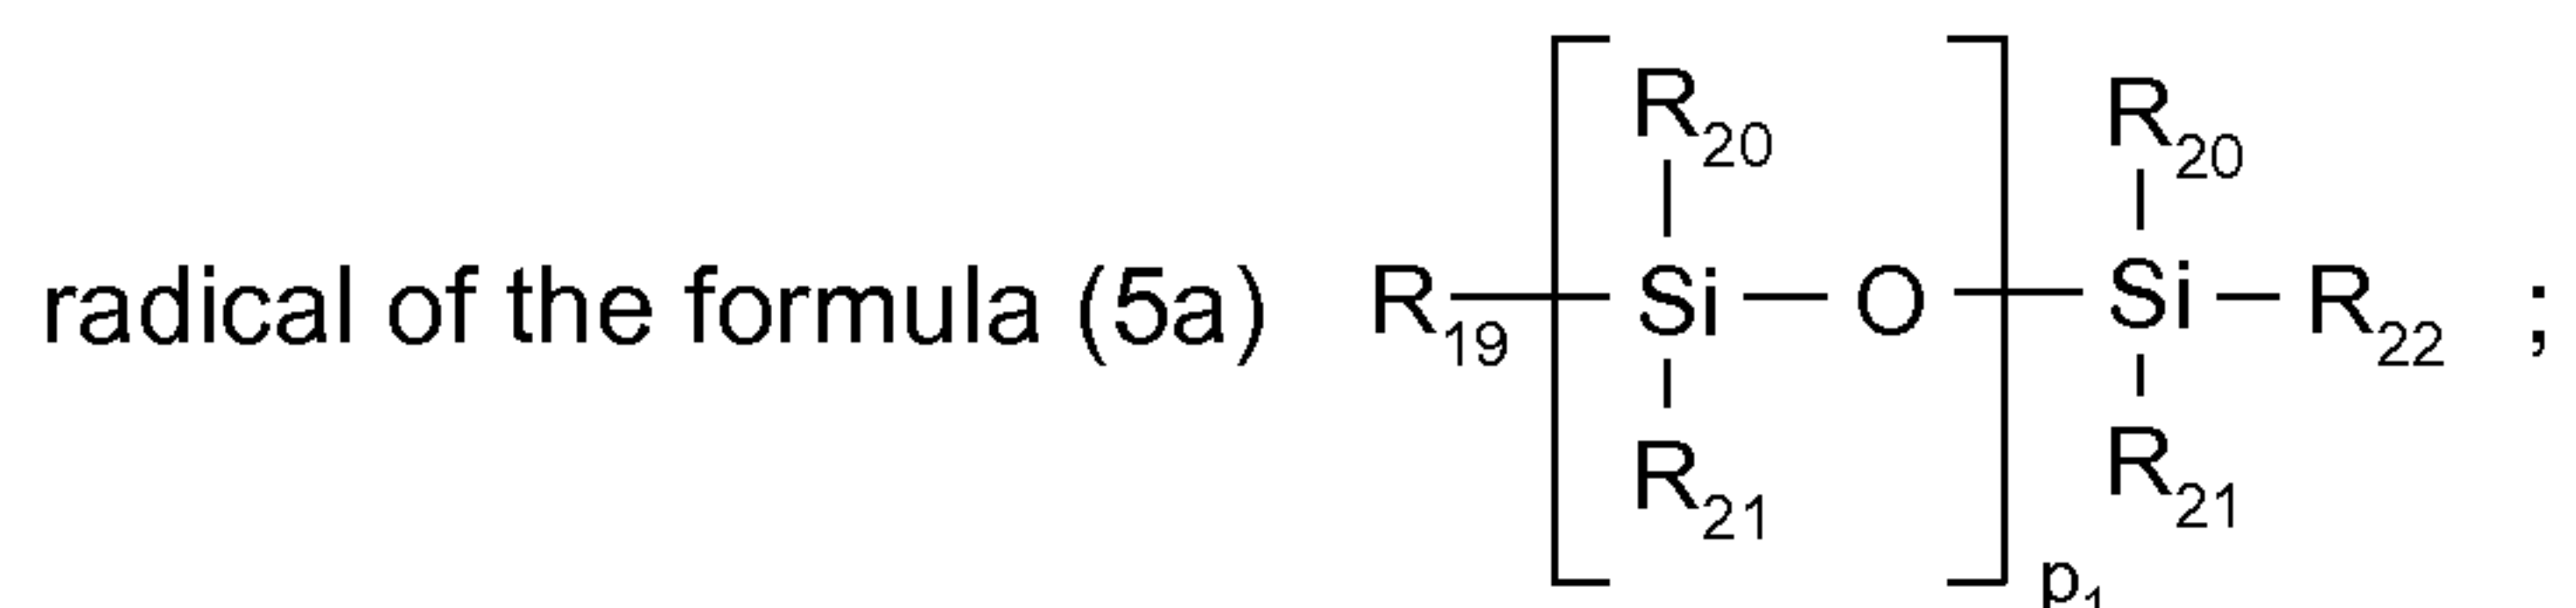 R20 R20
radical of the formula (5a) R19 Si O Si R22 ;
R21 R21
p1